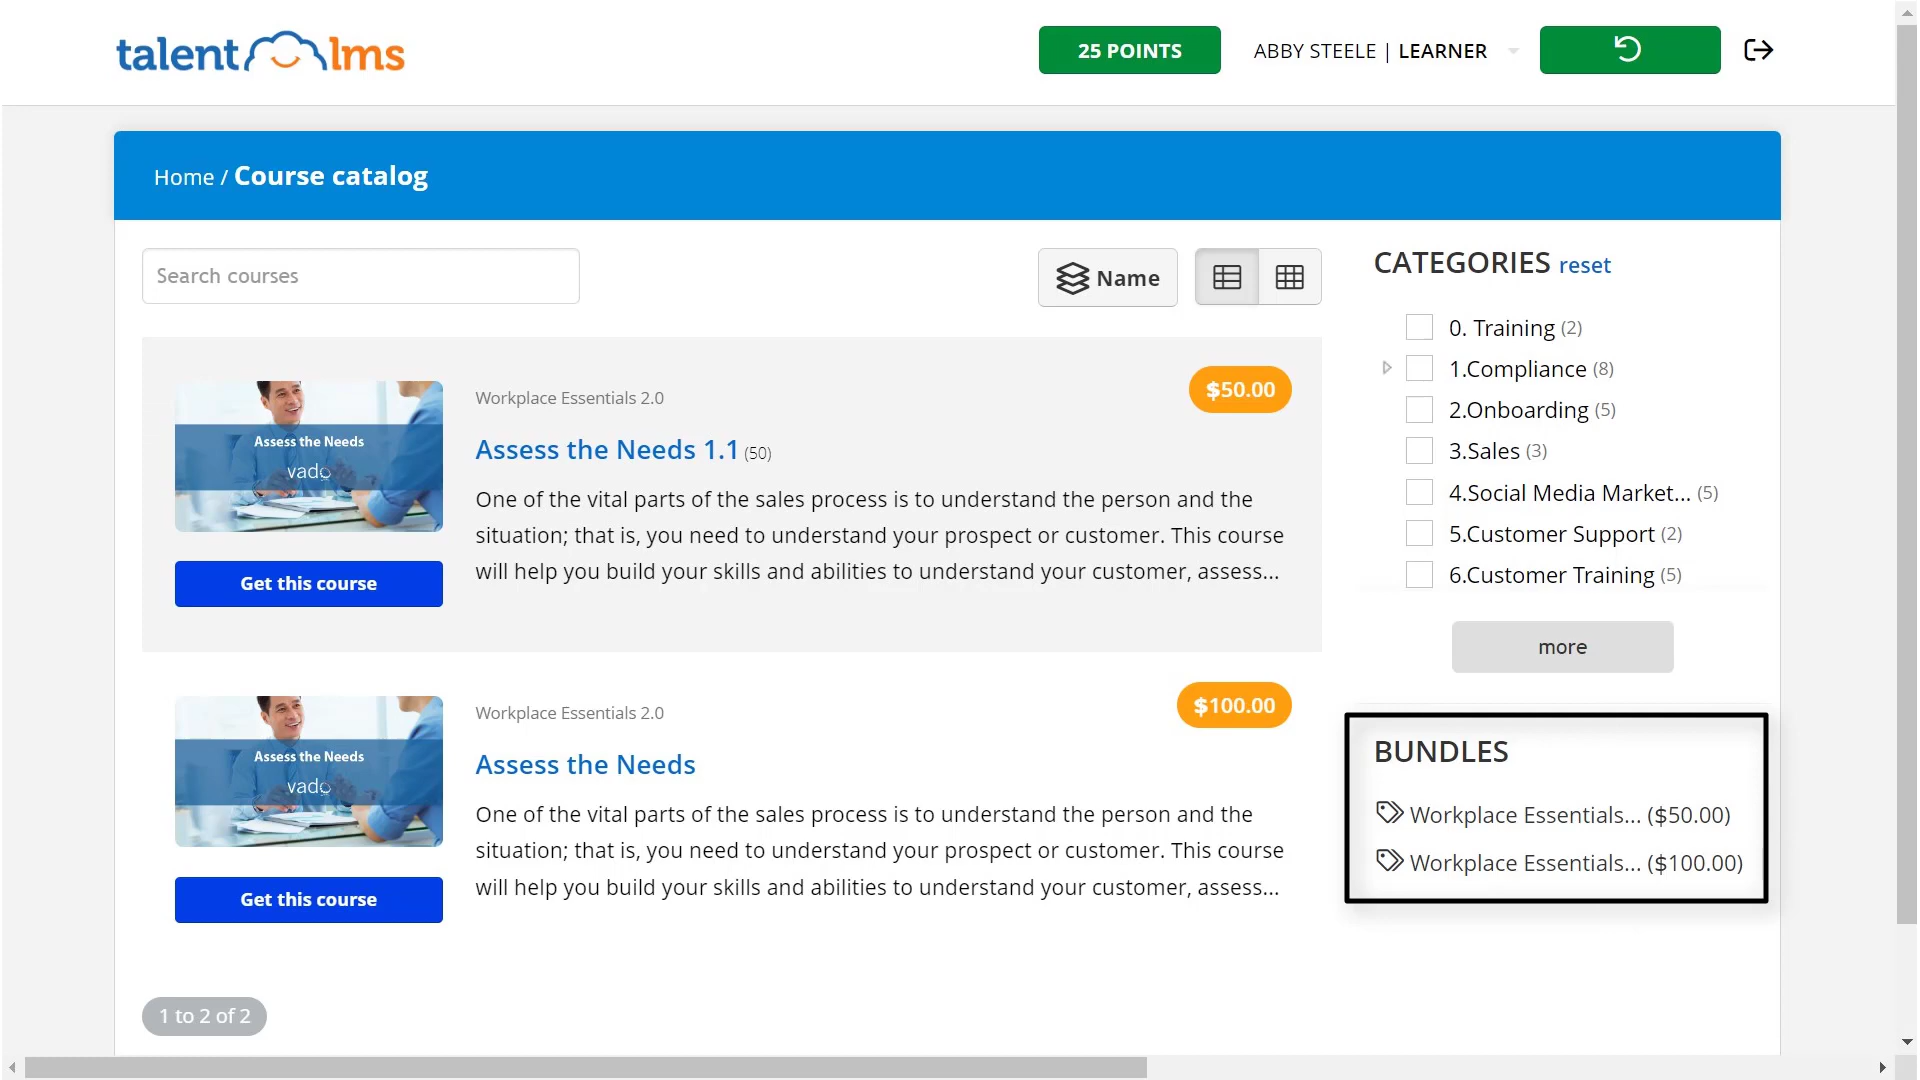 talentlms
25 POINTS
ABBY STEELE | LEARNER
Home / Course catalog
Search courses
Name
Workplace Essentials 2.0
$50.00
Assess the Needs
vado
Assess the Needs 1.1 (50)
One of the vital parts of the sales process is to understand the person and the
situation; that is, you need to understand your prospect or customer. This course
will help you build your skills and abilities to understand your customer, assess...
Get this course
Workplace Essentials 2.0
$100.00
Assess the Needs
vado
Assess the Needs
One of the vital parts of the sales process is to understand the person and the
situation; that is, you need to understand your prospect or customer. This course
will help you build your skills and abilities to understand your customer, assess...
Get this course
1 to 2 of 2
CATEGORIES reset
0. Training (2)
1.Compliance (8)
2.Onboarding (5)
3.Sales (3)
4.Social Media Market... (5)
5.Customer Support (2)
6.Customer Training (5)
more
BUNDLES
Workplace Essentials... ($50.00)
Workplace Essentials... ($100.00)